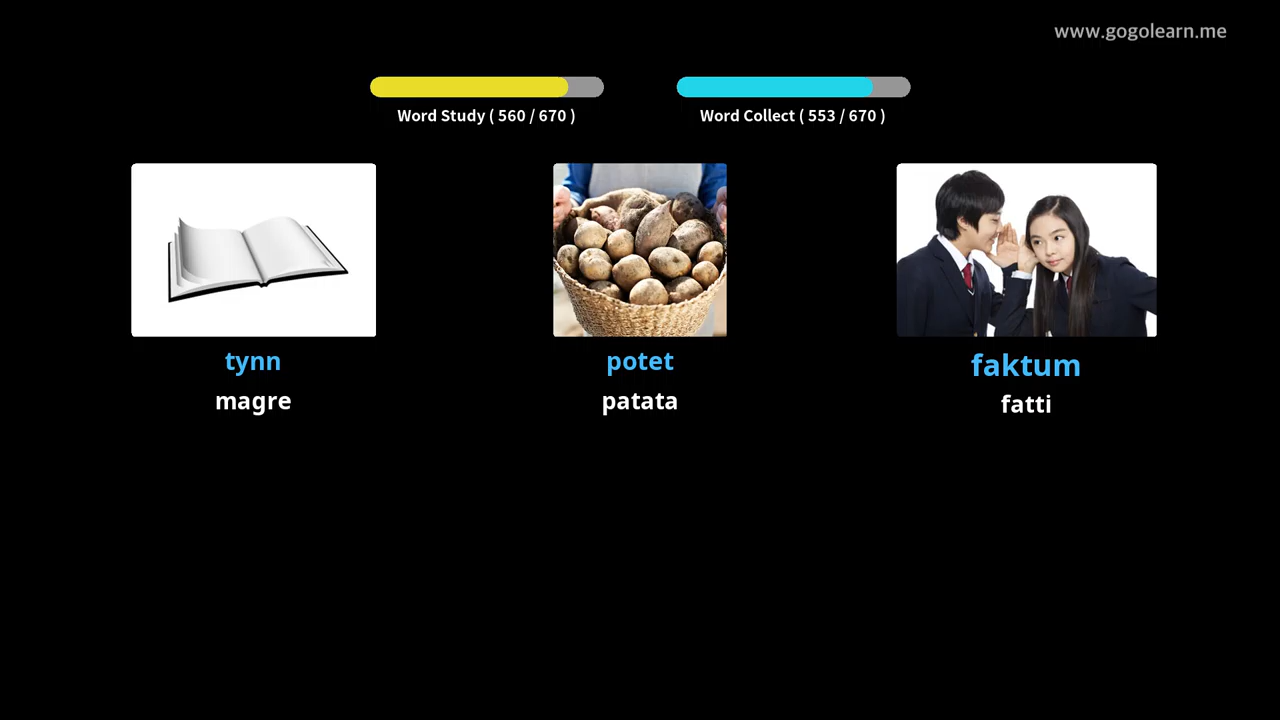 www.gogolearn.me
Word Study ( 560 / 670 )
Word Collect ( 553 / 670 )
tynn
magre
potet
patata
faktum
fatti